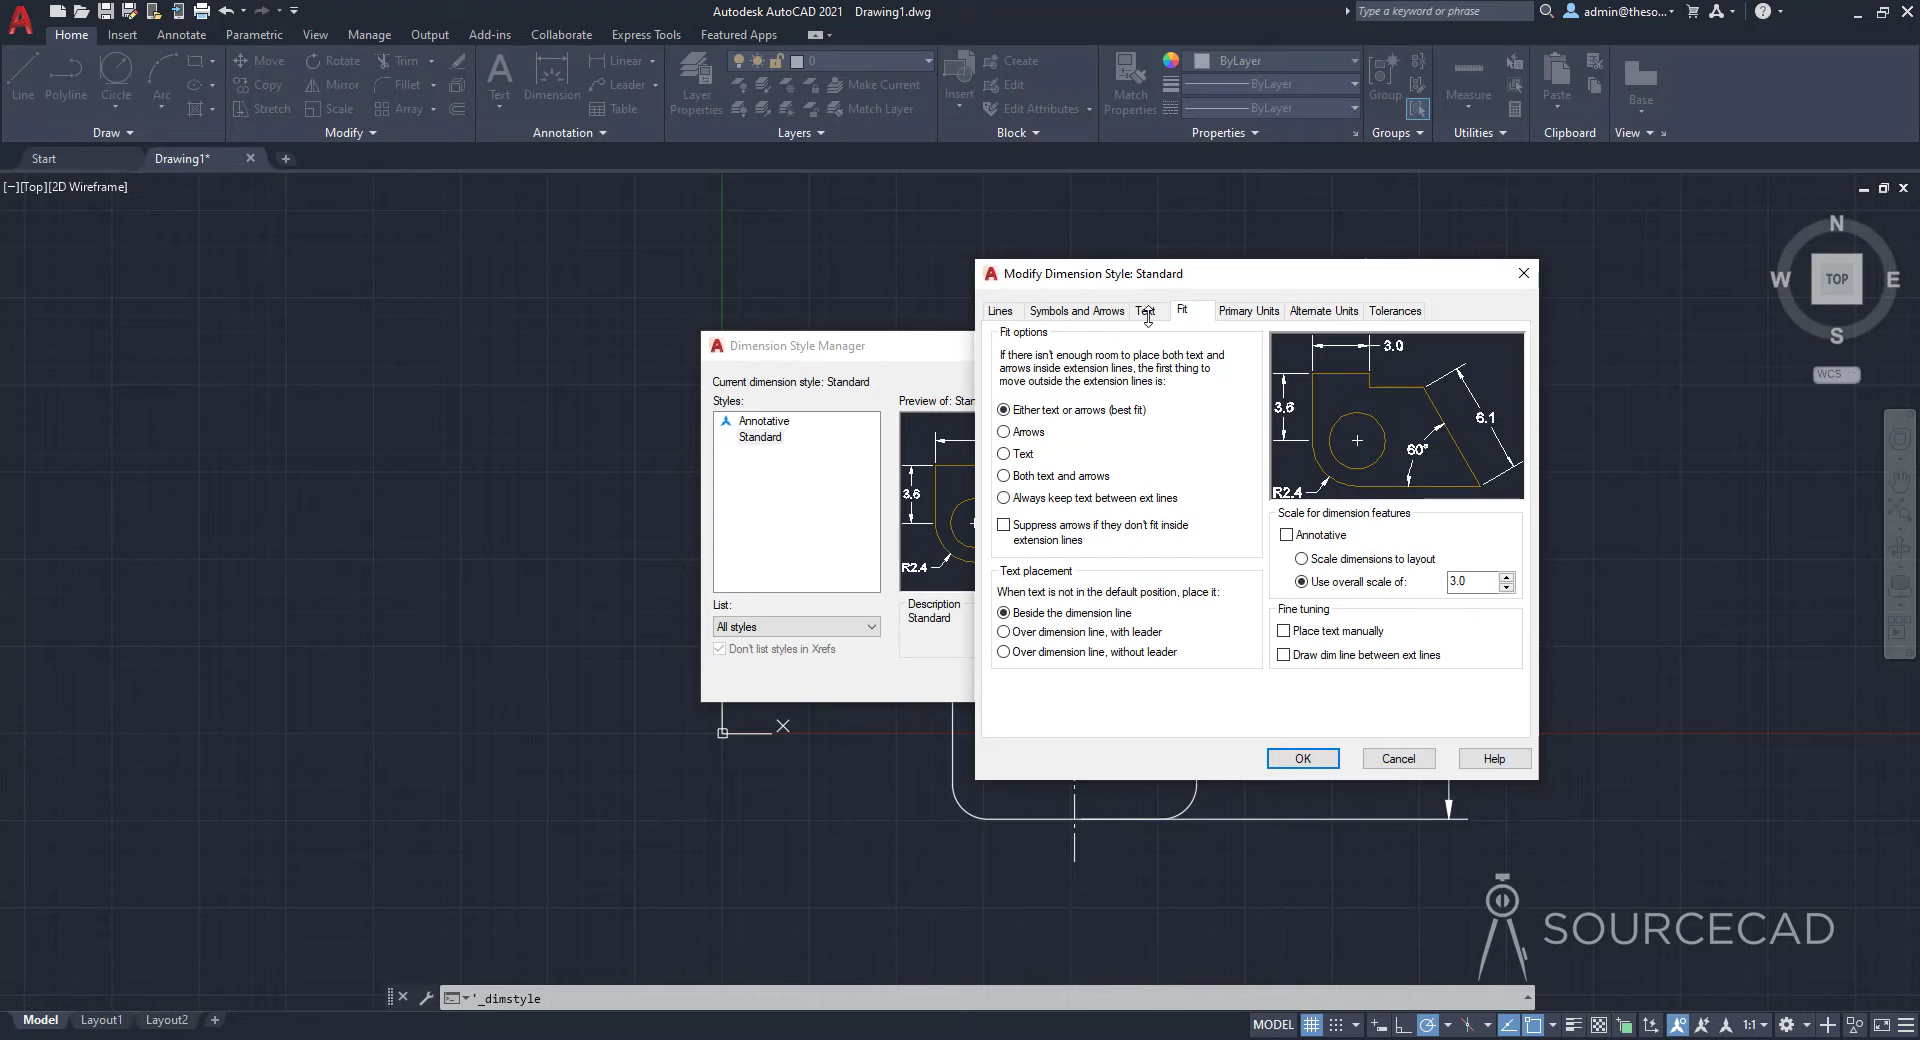 Autodesk AutoCAD 2021 Drawing1.dwg
Type a keyword or phrase
admin@theso...
Home Insert Annotate Parametric View Manage Output Add-ins Collaborate Express Tools Featured Apps
Line Polyline Circle Arc
Move Rotate Trim
Copy Mirror Fillet
Stretch Scale Array
Text Dimension
Linear
Leader
Table
Layer
Properties
0
Make Current
Match Layer
Insert
Create
Edit
Edit Attributes
Match
Properties
ByLayer
ByLayer
ByLayer
Group
Measure
Paste
Base
Draw Modify Annotation Layers Block Properties Groups Utilities Clipboard View
Start Drawing1*
[−][Top][2D Wireframe]
N
W TOP E
S
WCS
Dimension Style Manager
Current dimension style: Standard
Styles:
Annotative
Standard
Preview of: Stan
3.6
R2.4
List:
All styles
Don't list styles in Xrefs
Description
Standard
Modify Dimension Style: Standard
Lines Symbols and Arrows Text Fit Primary Units Alternate Units Tolerances
Fit options
If there isn't enough room to place both text and
arrows inside extension lines, the first thing to
move outside the extension lines is:
Either text or arrows (best fit)
Arrows
Text
Both text and arrows
Always keep text between ext lines
Suppress arrows if they don't fit inside
extension lines
Text placement
When text is not in the default position, place it:
Beside the dimension line
Over dimension line, with leader
Over dimension line, without leader
3.0
3.6
6.1
60°
R2.4
Scale for dimension features
Annotative
Scale dimensions to layout
Use overall scale of: 3.0
Fine tuning
Place text manually
Draw dim line between ext lines
OK Cancel Help
X
SOURCECAD
'_dimstyle
Model Layout1 Layout2
MODEL 1:1